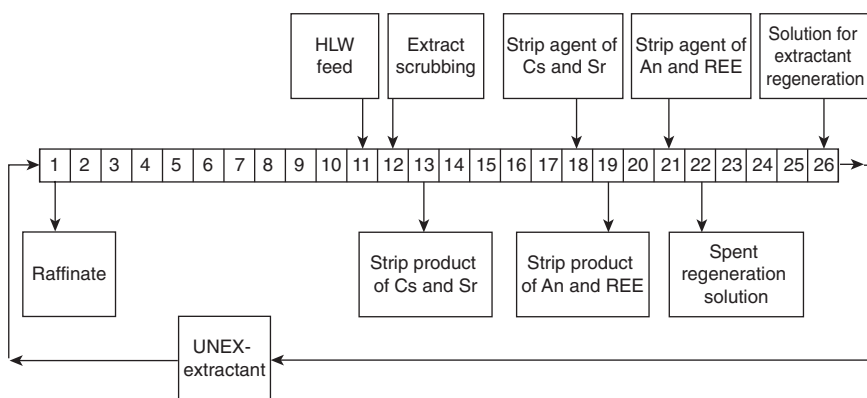 HLW
feed
Extract
scrubbing
Strip agent of
Cs and Sr
Strip agent of
An and REE
Solution for
extractant
regeneration
1 2 3 4 5 6 7 8 9 10 11 12 13 14 15 16 17 18 19 20 21 22 23 24 25 26
Raffinate
Strip product
of Cs and Sr
Strip product
of An and REE
Spent
regeneration
solution
UNEX-
extractant